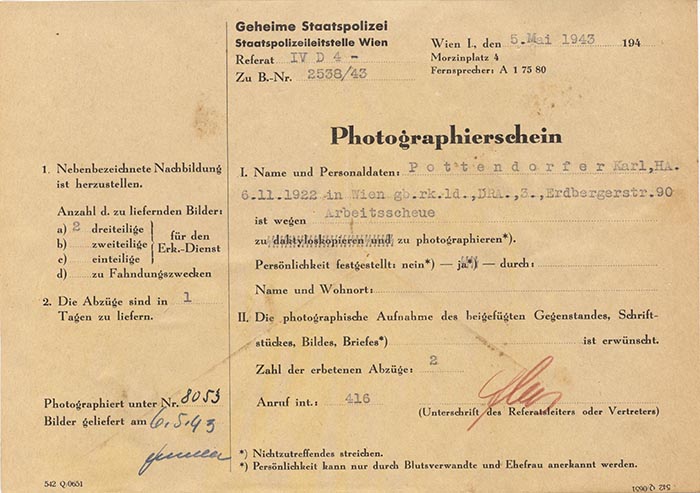 Geheime Staatspolizei
Staatspolizeileitstelle Wien
Referat IV D 4 -
Zu B.-Nr. 2538/43
Wien I., den 5. Mai 1943 194
Morzinplatz 4
Fernsprecher: A 1 75 80
Photographierschein
1. Nebenbezeichnete Nachbildung
ist herzustellen.
Anzahl d. zu liefernden Bilder:
a) 2 dreiteilige
b) zweiteilige
c) einteilige
für den
Erk.-Dienst
d) zu Fahndungszwecken
2. Die Abzüge sind in 1
Tagen zu liefern.
Photographiert unter Nr. 8053
Bilder geliefert am 6.5.43
542 Q/0651
I. Name und Personaldaten: Pottendorfer Karl, HA.
6.11.1922 in Wien gb.rk.ld.,DRA.,3.,Erdbergerstr.90
ist wegen Arbeitsscheue
zu daktyloskopieren und zu photographieren*).
Persönlichkeit festgestellt: nein*) — ja*) — durch:
Name und Wohnort:
II. Die photographische Aufnahme des beigefügten Gegenstandes, Schrift-
stückes, Bildes, Briefes*) ist erwünscht.
Zahl der erbetenen Abzüge: 2
Anruf int.: 416
(Unterschrift des Referatsleiters oder Vertreters)
*) Nichtzutreffendes streichen.
*) Persönlichkeit kann nur durch Blutsverwandte und Ehefrau anerkannt werden.